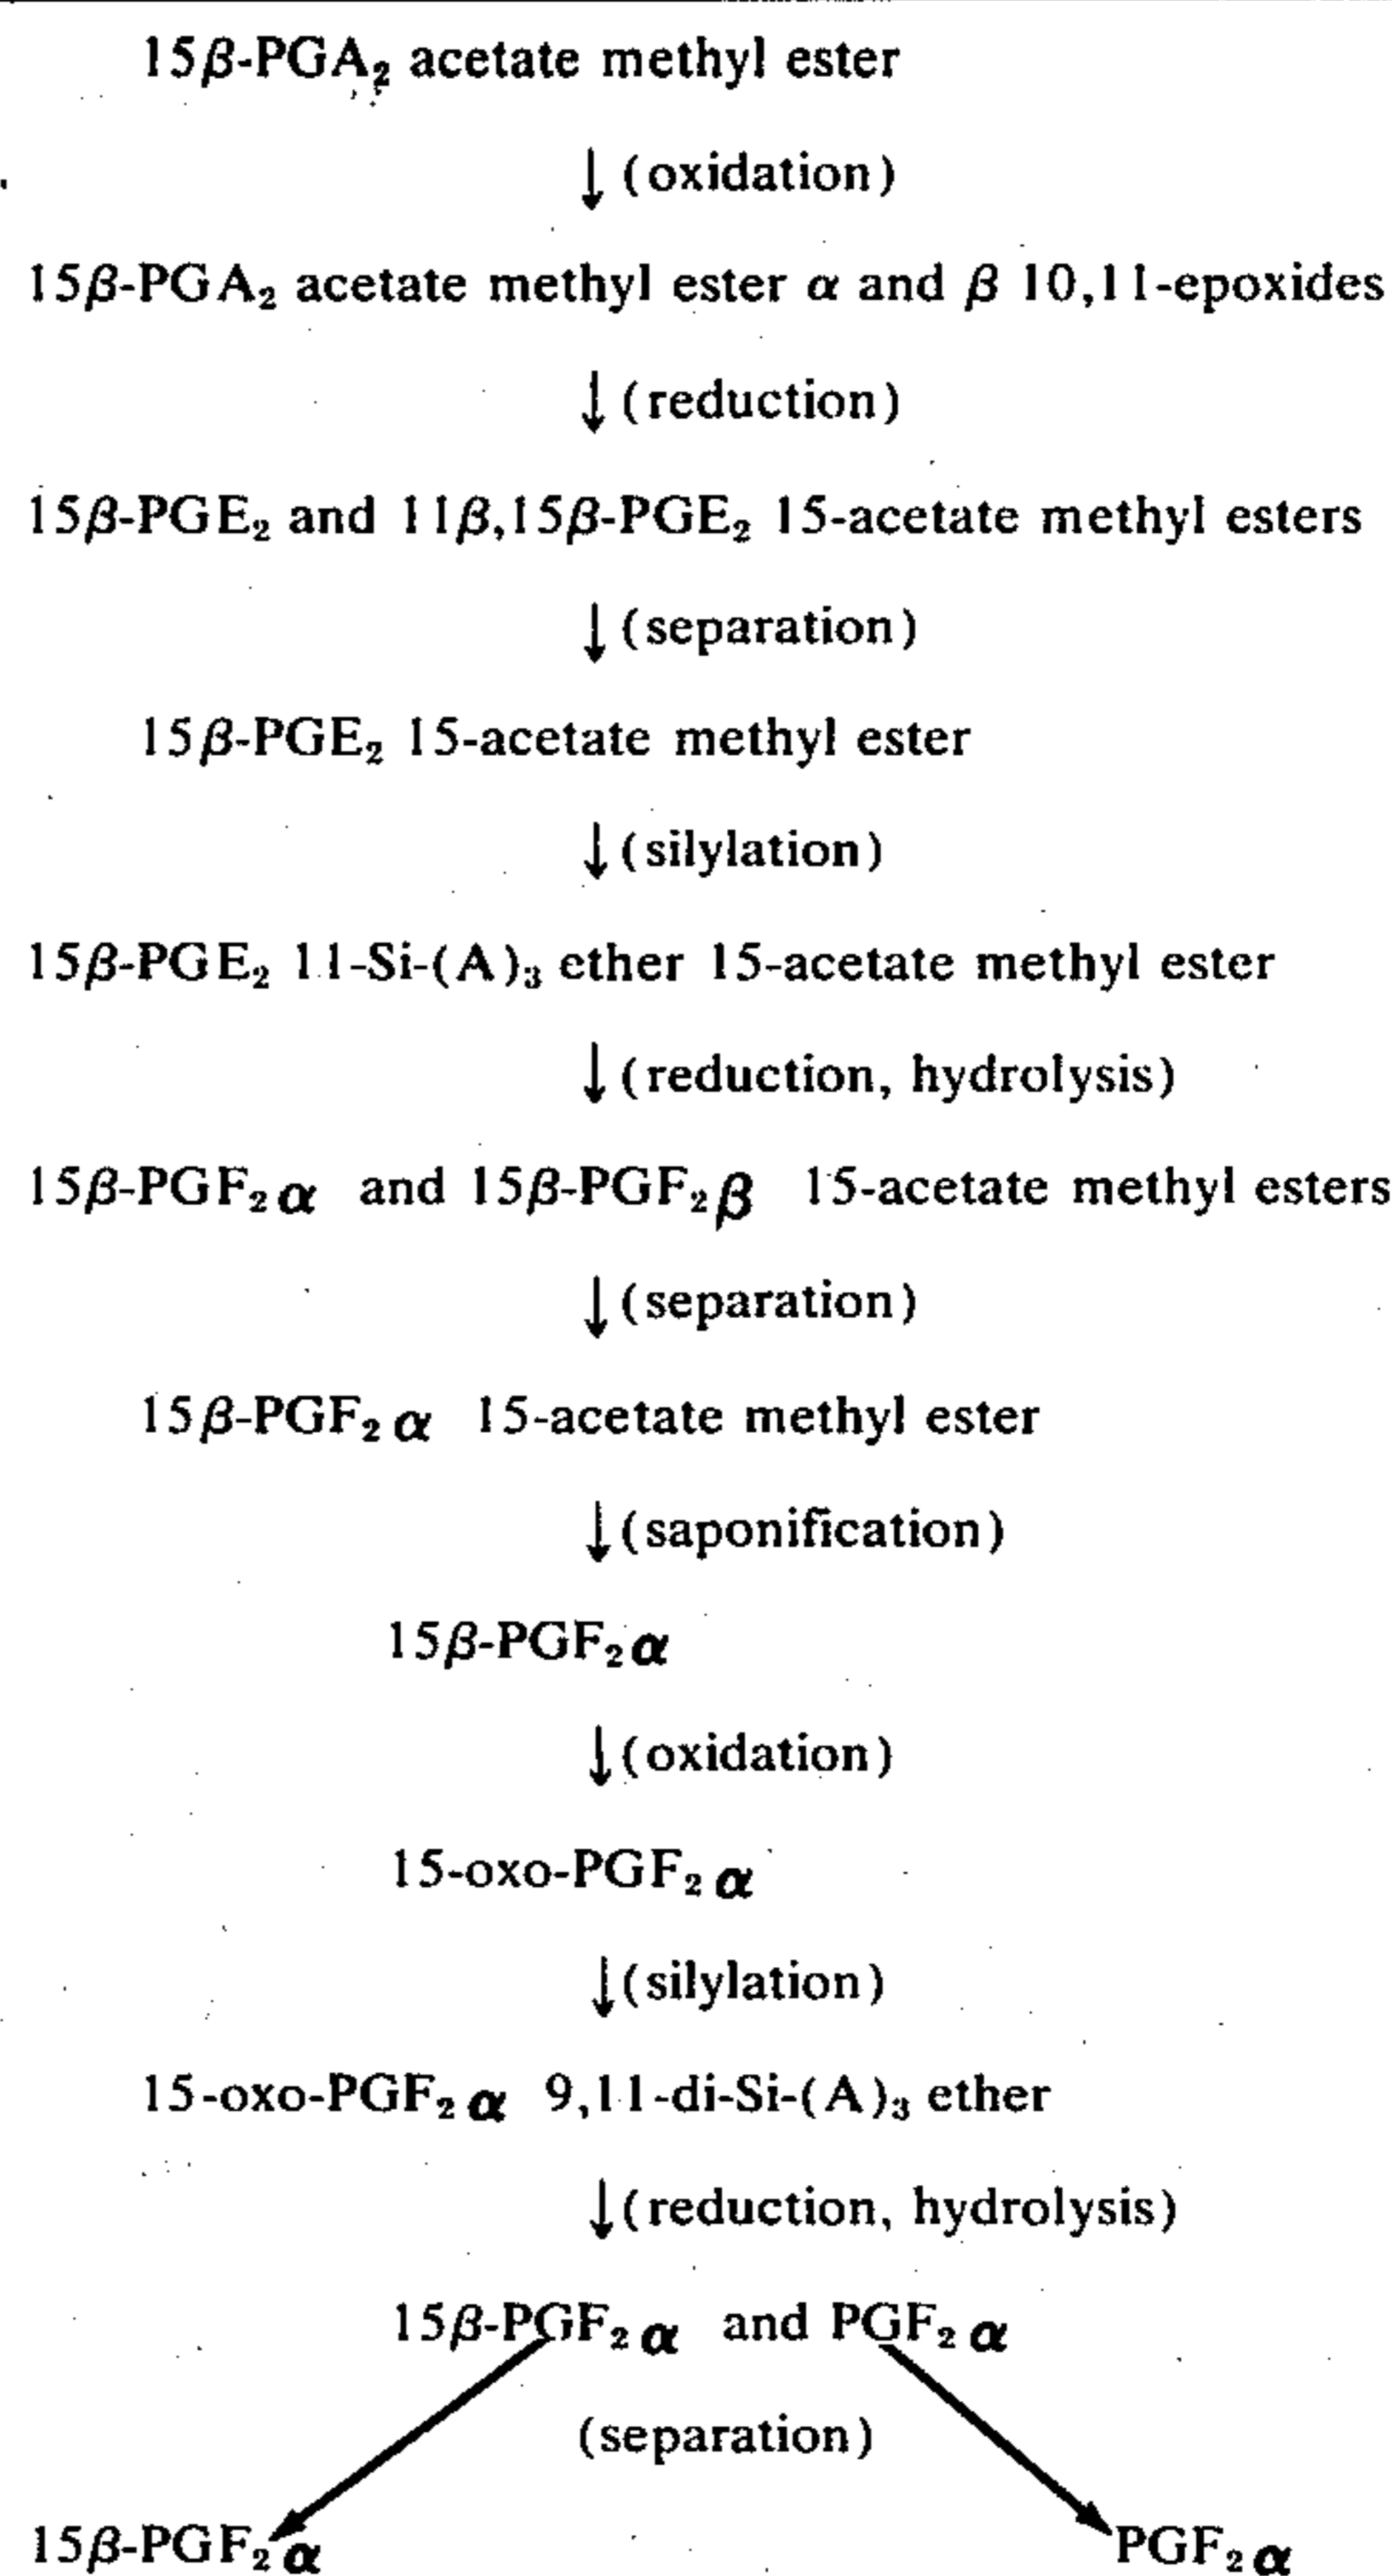 15β-PGA₂ acetate methyl ester
↓ (oxidation)
15β-PGA₂ acetate methyl ester α and β 10,11-epoxides
↓ (reduction)
15β-PGE₂ and 11β,15β-PGE₂ 15-acetate methyl esters
↓ (separation)
15β-PGE₂ 15-acetate methyl ester
↓ (silylation)
15β-PGE₂ 11-Si-(A)₃ ether 15-acetate methyl ester
↓ (reduction, hydrolysis)
15β-PGF₂α and 15β-PGF₂β 15-acetate methyl esters
↓ (separation)
15β-PGF₂α 15-acetate methyl ester
↓ (saponification)
15β-PGF₂α
↓ (oxidation)
15-oxo-PGF₂α
↓ (silylation)
15-oxo-PGF₂α 9,11-di-Si-(A)₃ ether
↓ (reduction, hydrolysis)
15β-PGF₂α and PGF₂α
(separation)
15β-PGF₂α PGF₂α